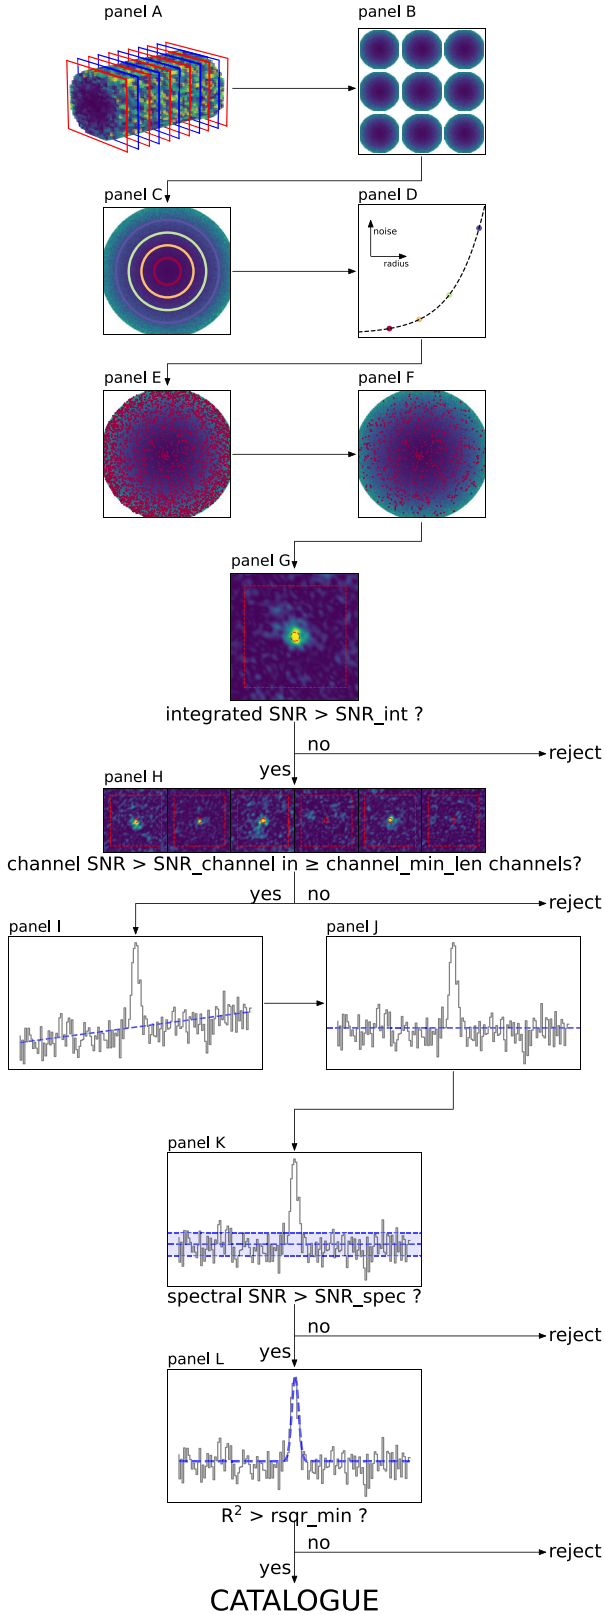 panel A
panel B
panel C
panel D
noise
radius
panel E
panel F
panel G
integrated SNR > SNR_int ?
no
reject
yes
panel H
channel SNR > SNR_channel in ≥ channel_min_len channels?
yes
no
reject
panel I
panel J
panel K
spectral SNR > SNR_spec ?
no
reject
yes
panel L
R² > rsqr_min ?
no
reject
yes
CATALOGUE